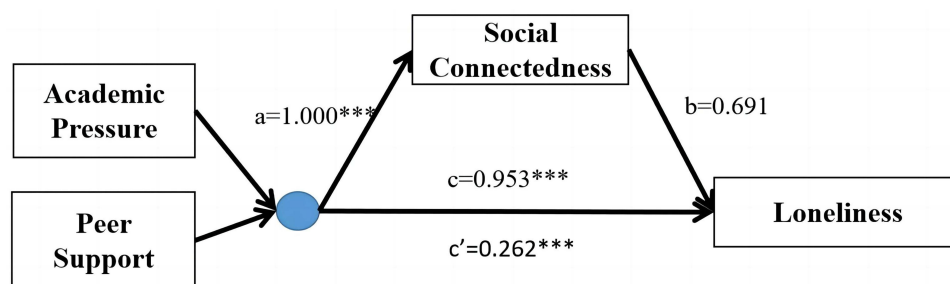 Social
Connectedness
Academic
Pressure
a=1.000***
b=0.691
c=0.953***
Peer
Support
Loneliness
c’=0.262***